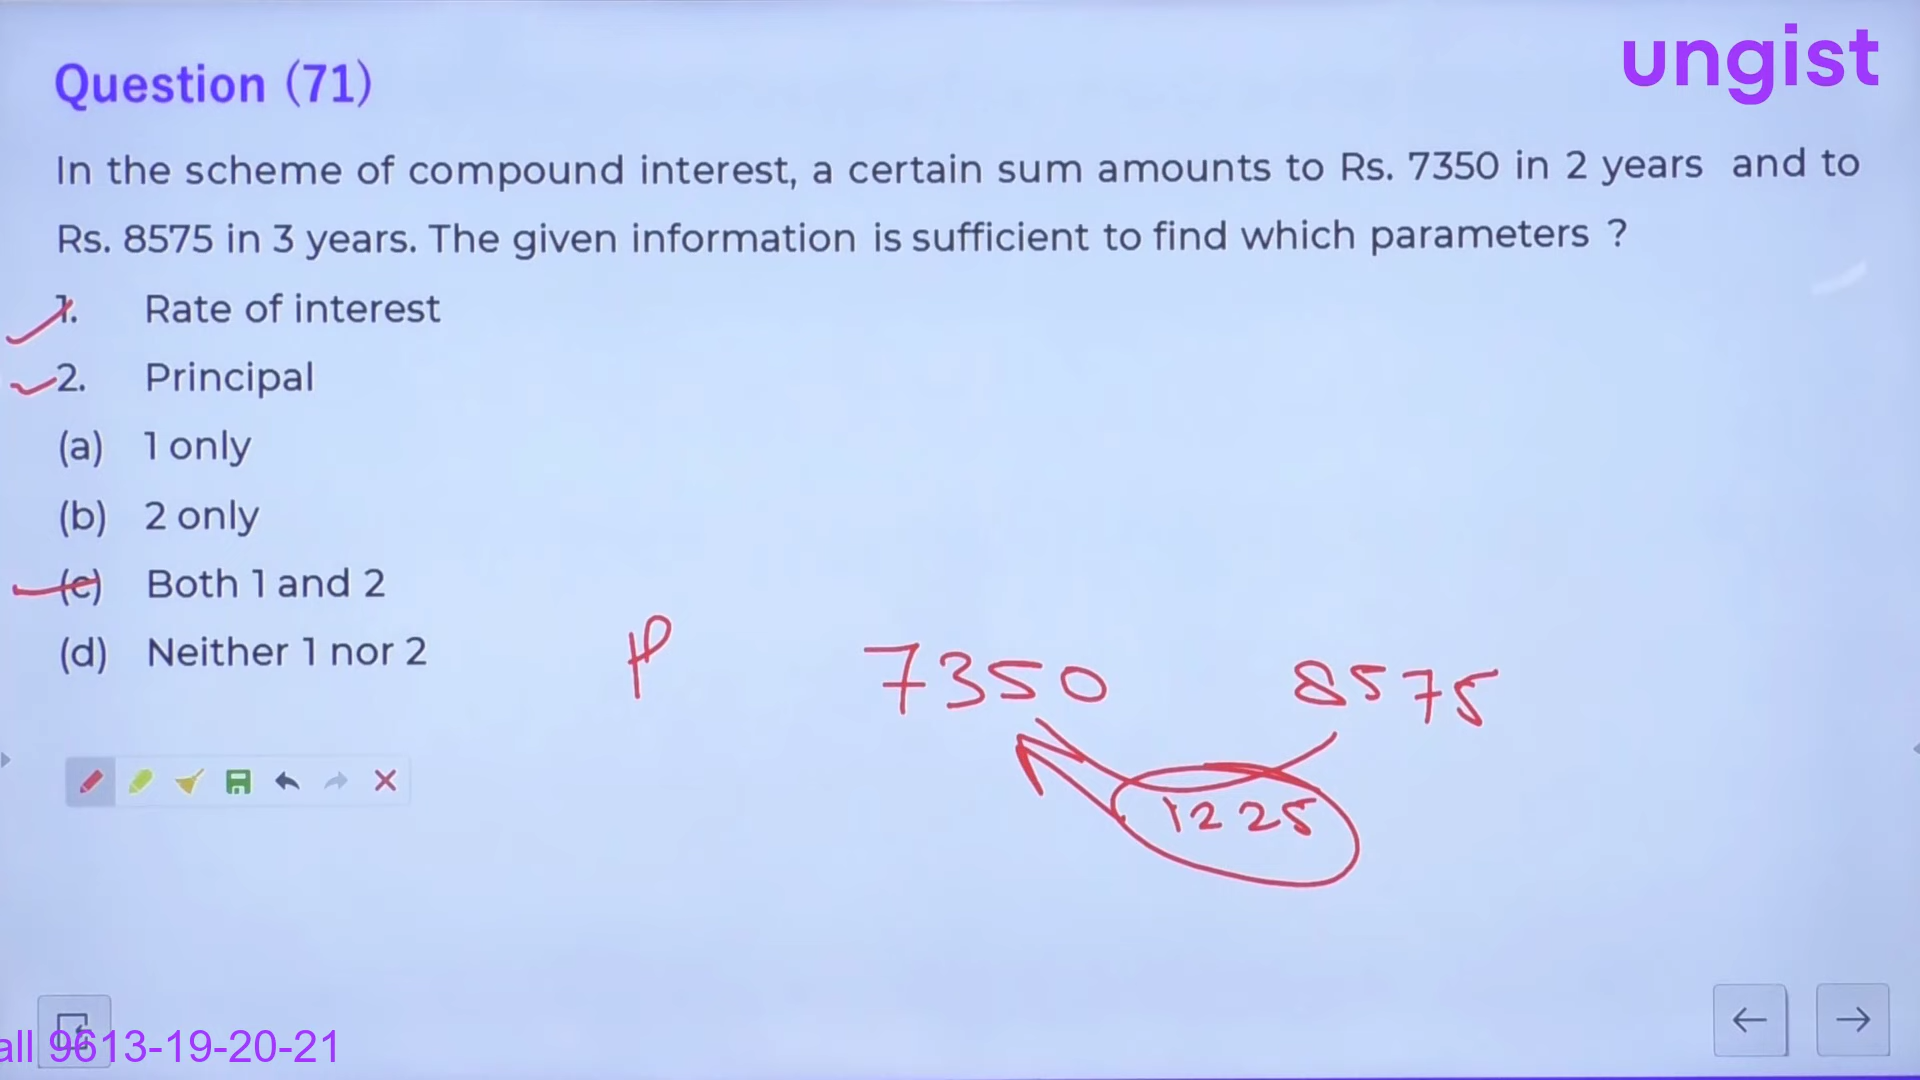 ungist
Question (71)
In the scheme of compound interest, a certain sum amounts to Rs. 7350 in 2 years and to
Rs. 8575 in 3 years. The given information is sufficient to find which parameters ?
1. Rate of interest
2. Principal
(a) 1 only
(b) 2 only
(c) Both 1 and 2
(d) Neither 1 nor 2
P 7350 8575
1225
all 9613-19-20-21